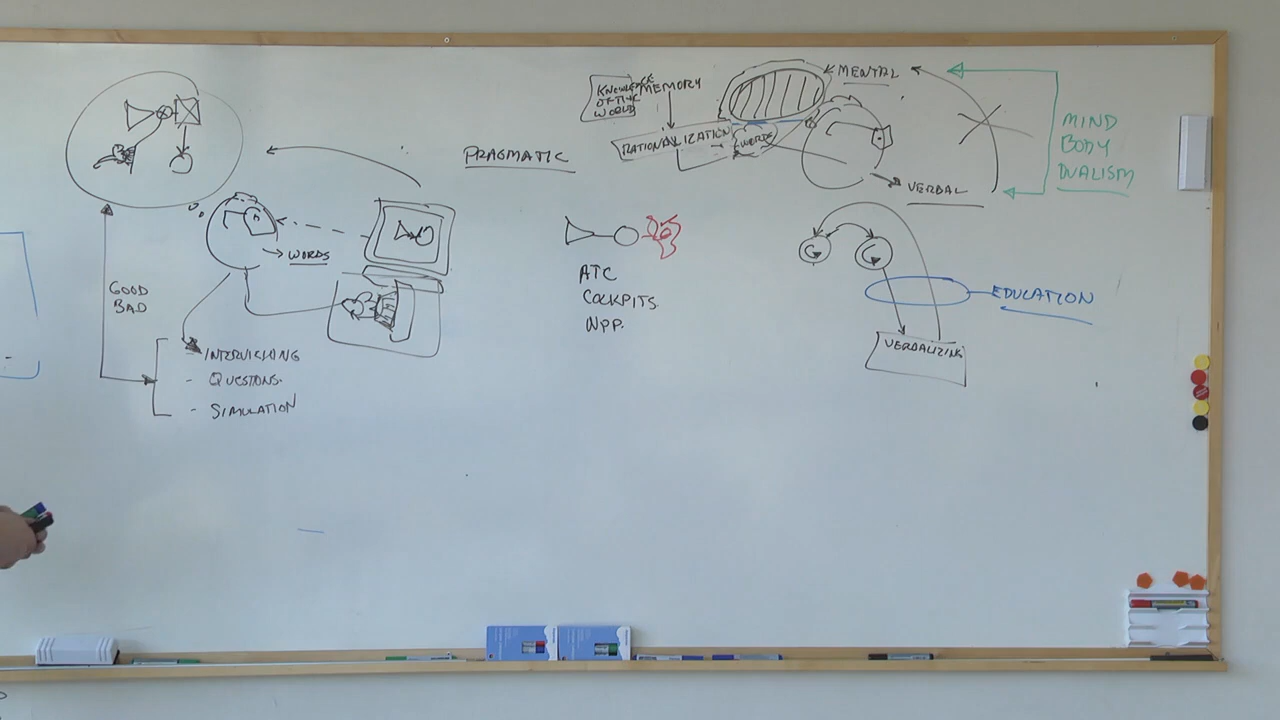 PRAGMATIC
WORDS
GOOD
BAD
INTERVIEWING
- QUESTIONS.
- SIMULATION
ATC
COCKPITS
NPP.
KNOWLEDGE
OF THE
WORLD
MEMORY
RATIONALIZATION
WORDS
MENTAL
VERBAL
MIND
BODY
DUALISM
EDUCATION
VERBALIZING